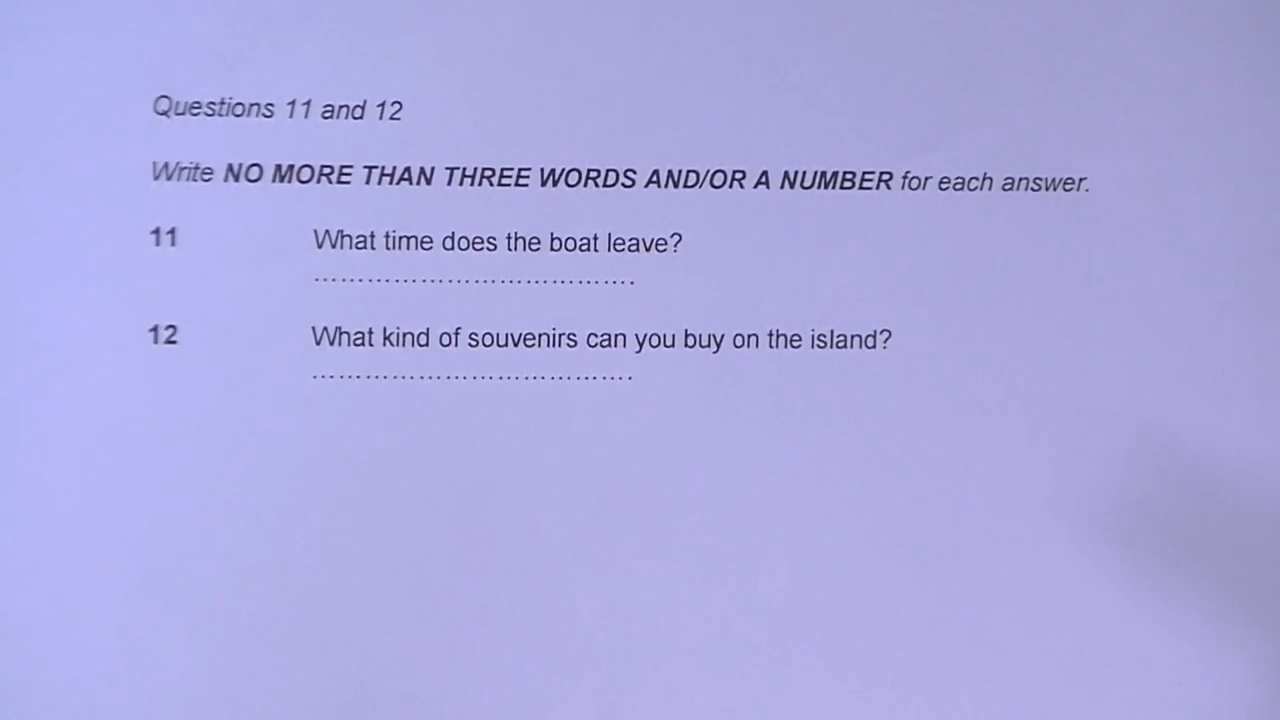 Questions 11 and 12
Write NO MORE THAN THREE WORDS AND/OR A NUMBER for each answer.
11 What time does the boat leave?
....................................
12 What kind of souvenirs can you buy on the island?
....................................